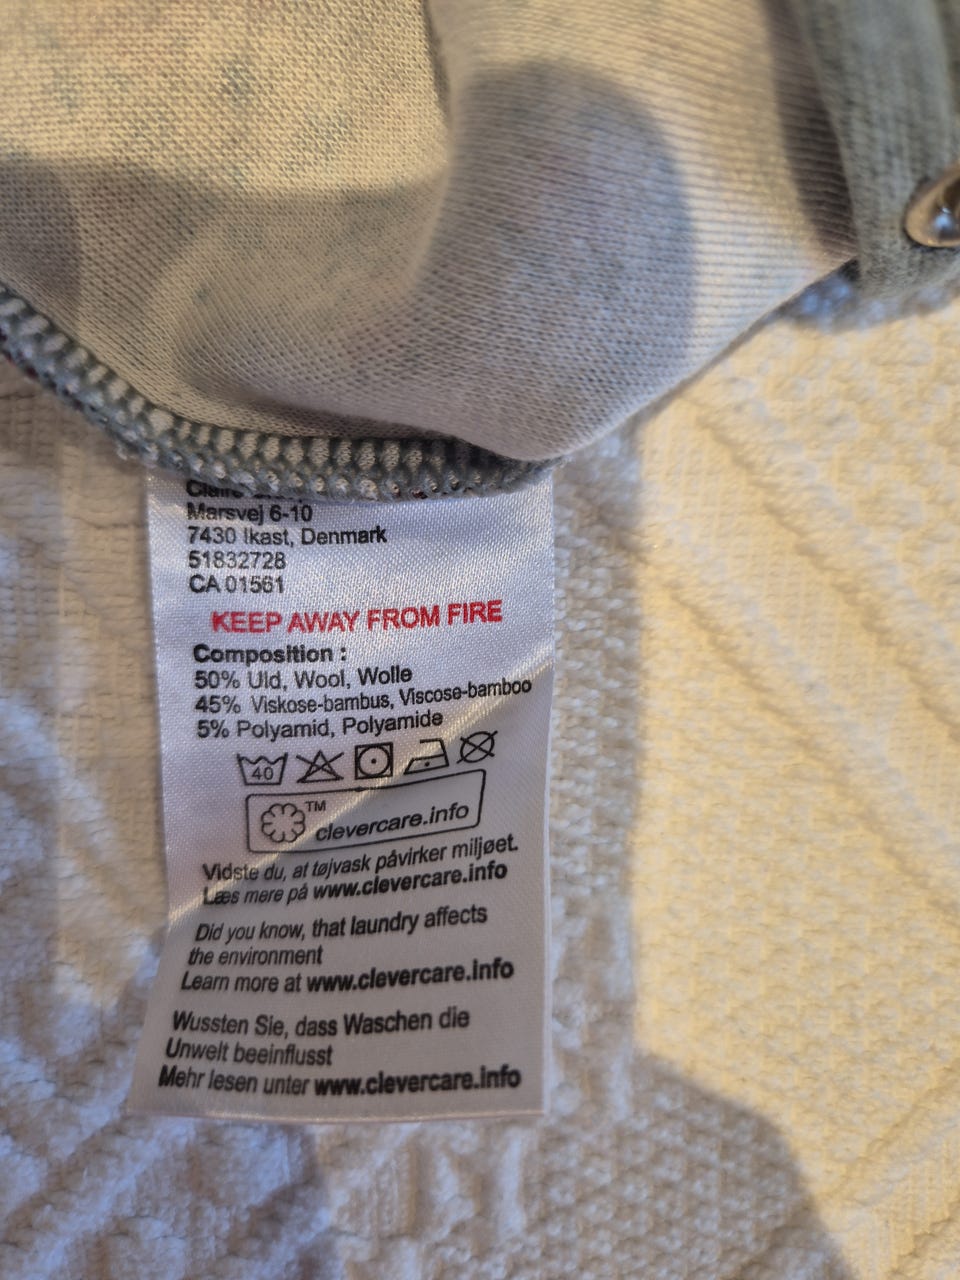 Claire
Marsvej 6-10
7430 Ikast, Denmark
51832728
CA 01561
KEEP AWAY FROM FIRE
Composition :
50% Uld, Wool, Wolle
45% Viskose-bambus, Viscose-bamboo
5% Polyamid, Polyamide
40
TM
clevercare.info
Vidste du, at tøjvask påvirker miljøet.
Læs mere på www.clevercare.info
Did you know, that laundry affects
the environment
Learn more at www.clevercare.info
Wussten Sie, dass Waschen die
Unwelt beeinflusst
Mehr lesen unter www.clevercare.info